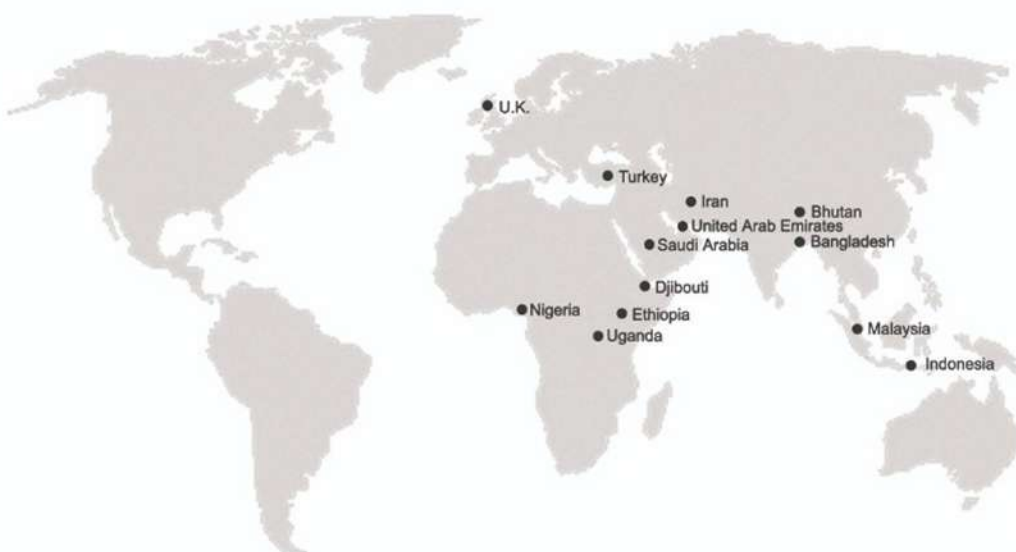 U.K.
Turkey
Iran
Bhutan
United Arab Emirates
Bangladesh
Saudi Arabia
Djibouti
Nigeria
Ethiopia
Malaysia
Uganda
Indonesia